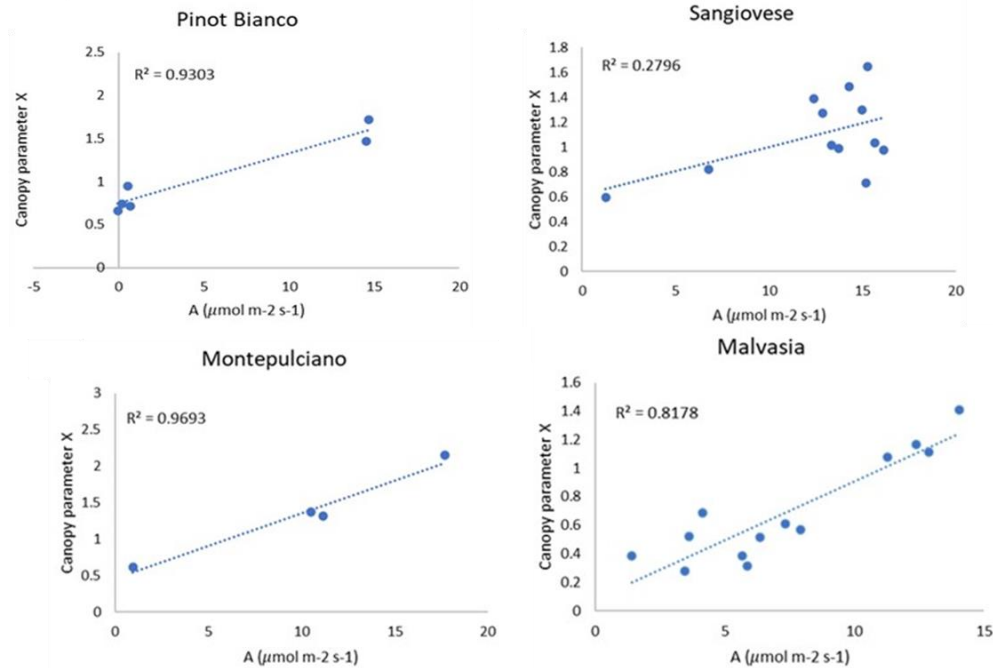 Pinot Bianco
R² = 0.9303
Canopy parameter X
2.5
2
1.5
1
0.5
0
-5 0 5 10 15 20
A (µmol m-2 s-1)
Sangiovese
R² = 0.2796
Canopy parameter X
1.8
1.6
1.4
1.2
1
0.8
0.6
0.4
0.2
0
0 5 10 15 20
A (µmol m-2 s-1)
Montepulciano
R² = 0.9693
Canopy parameter X
3
2.5
2
1.5
1
0.5
0
0 5 10 15 20
A (µmol m-2 s-1)
Malvasia
R² = 0.8178
Canopy parameter X
1.6
1.4
1.2
1
0.8
0.6
0.4
0.2
0
0 5 10 15
A (µmol m-2 s-1)